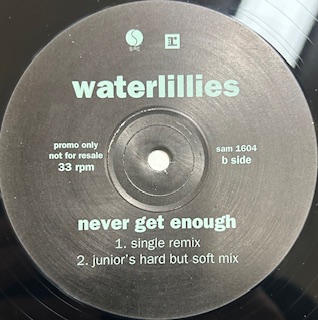 waterlillies
promo only
not for resale
33 rpm
sam 1604
b side
never get enough
1. single remix
2. junior's hard but soft mix